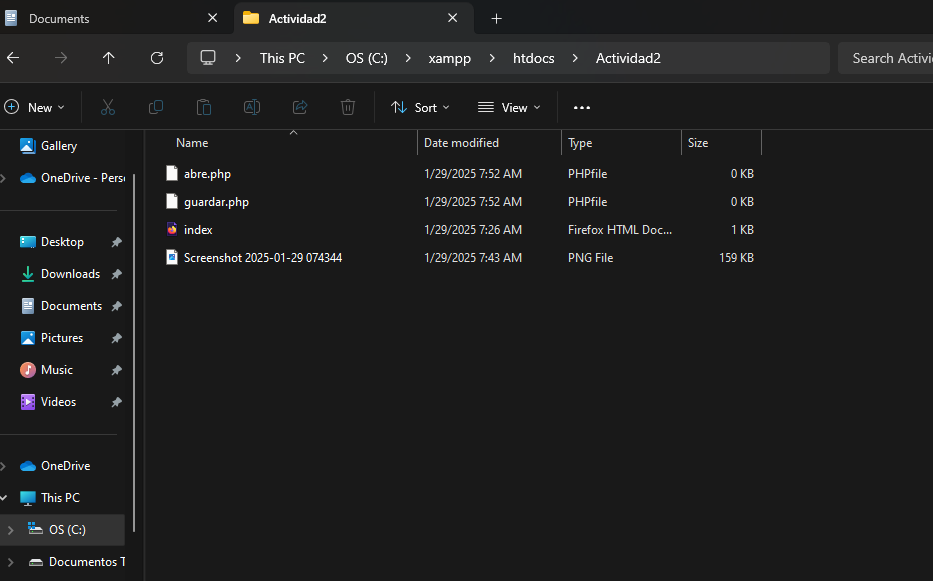 Documents
Actividad2
This PC
OS (C:)
xampp
htdocs
Actividad2
Search Activi
New
Sort
View
Gallery
OneDrive - Perso
Desktop
Downloads
Documents
Pictures
Music
Videos
OneDrive
This PC
OS (C:)
Documentos T
Name Date modified Type Size
abre.php 1/29/2025 7:52 AM PHPfile 0 KB
guardar.php 1/29/2025 7:52 AM PHPfile 0 KB
index 1/29/2025 7:26 AM Firefox HTML Doc... 1 KB
Screenshot 2025-01-29 074344 1/29/2025 7:43 AM PNG File 159 KB